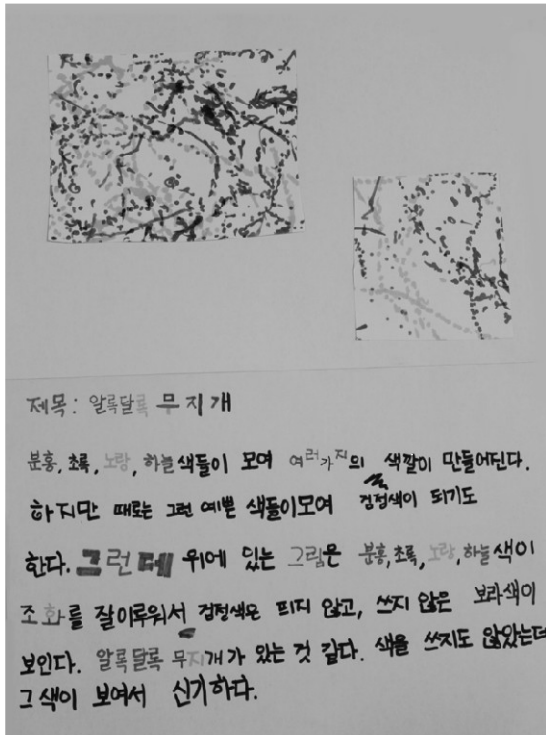 제목: 알록달록 무지개
분홍, 초록, 노랑, 하늘색들이 모여 여러가지의 색깔이 만들어진다.
하지만 때로는 그런 예쁜 색들이모여 검정색이 되기도
한다. 그런데 위에 있는 그림은 분홍,초록,노랑,하늘색이
조화를 잘이루워서 검정색은 띄지 않고, 쓰지 않은 보라색이
보인다. 알록달록 무지개가 있는 것 같다. 색을 쓰지도 않았는데
그색이 보여서 신기하다.